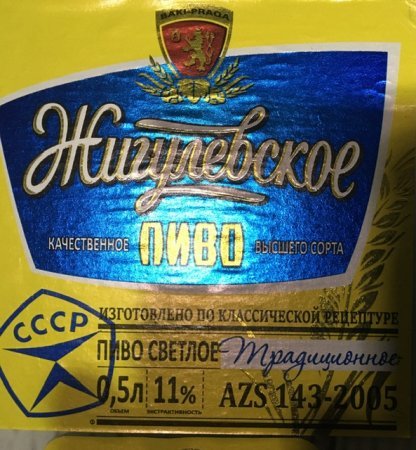 BAKI-PRAGA
Жигулевское
КАЧЕСТВЕННОЕ ПИВО ВЫСШЕГО СОРТА
ИЗГОТОВЛЕНО ПО КЛАССИЧЕСКОЙ РЕЦЕПТУРЕ
СССР
ПИВО СВЕТЛОЕ Традиционное
0,5л 11% AZS 143-2005
ОБЪЕМ ЭКСТРАКТИВНОСТЬ